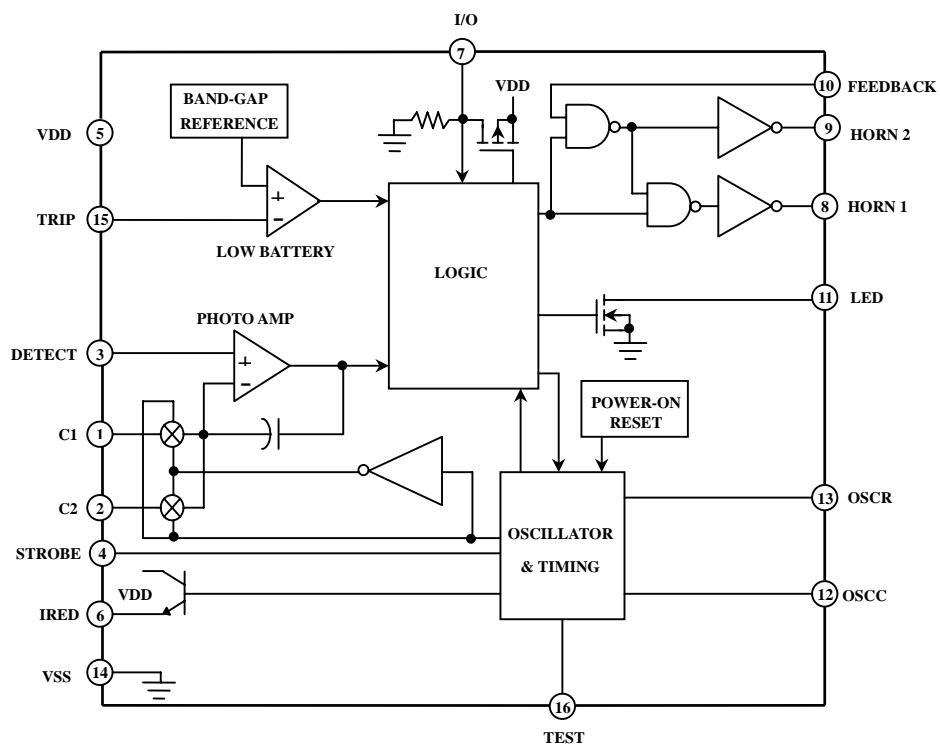 I/O
7
BAND-GAP
REFERENCE
VDD
10 FEEDBACK
VDD 5
9 HORN 2
+
TRIP 15
−
8 HORN 1
LOW BATTERY
LOGIC
11 LED
PHOTO AMP
DETECT 3
+
−
POWER-ON
RESET
C1 1
13 OSCR
C2 2
OSCILLATOR
& TIMING
STROBE 4
VDD
12 OSCC
IRED 6
VSS 14
16
TEST